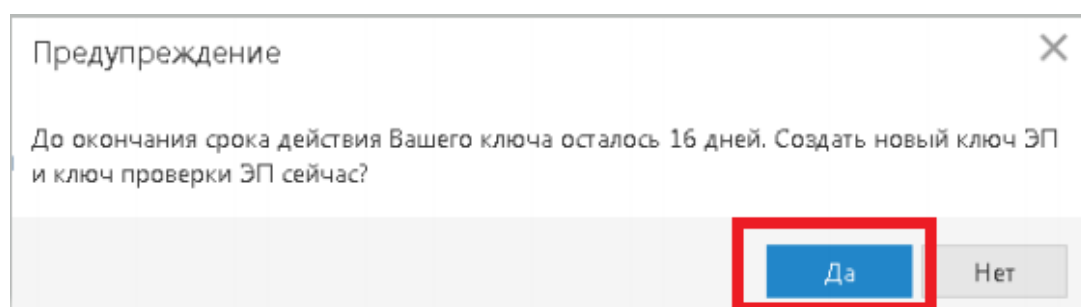 Предупреждение
До окончания срока действия Вашего ключа осталось 16 дней. Создать новый ключ ЭП
и ключ проверки ЭП сейчас?
Да Нет